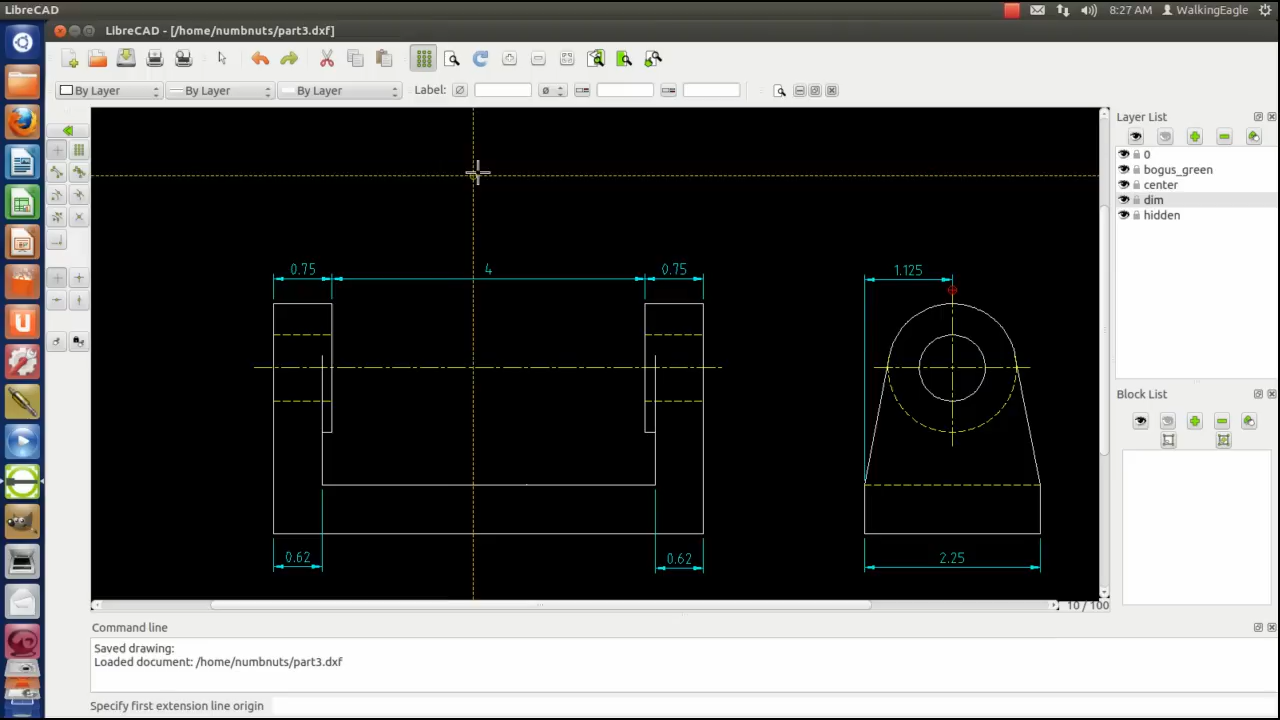 LibreCAD
8:27 AM
WalkingEagle
LibreCAD - [/home/numbnuts/part3.dxf]
By Layer
By Layer
By Layer
Label:
Layer List
0
bogus_green
center
dim
hidden
Block List
0.75
4
0.75
1.125
0.62
0.62
2.25
10 / 100
Command line
Saved drawing:
Loaded document: /home/numbnuts/part3.dxf
Specify first extension line origin